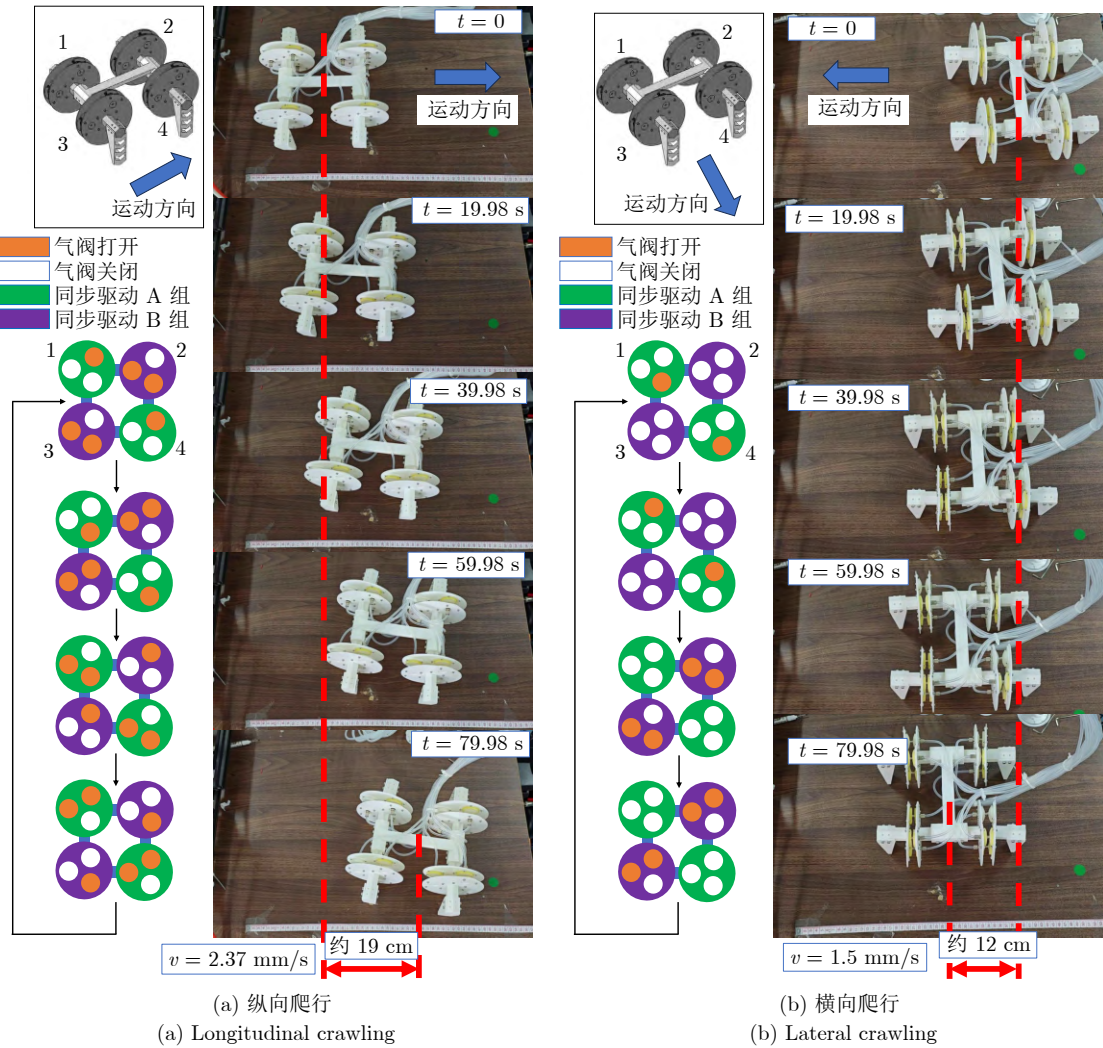 1
2
3
4
运动方向
t = 0
运动方向
t = 19.98 s
t = 39.98 s
t = 59.98 s
t = 79.98 s
气阀打开
气阀关闭
同步驱动 A 组
同步驱动 B 组
1
2
3
4
v = 2.37 mm/s
约 19 cm
(a) 纵向爬行
(a) Longitudinal crawling
1
2
3
4
运动方向
t = 0
运动方向
t = 19.98 s
t = 39.98 s
t = 59.98 s
t = 79.98 s
气阀打开
气阀关闭
同步驱动 A 组
同步驱动 B 组
1
2
3
4
v = 1.5 mm/s
约 12 cm
(b) 横向爬行
(b) Lateral crawling